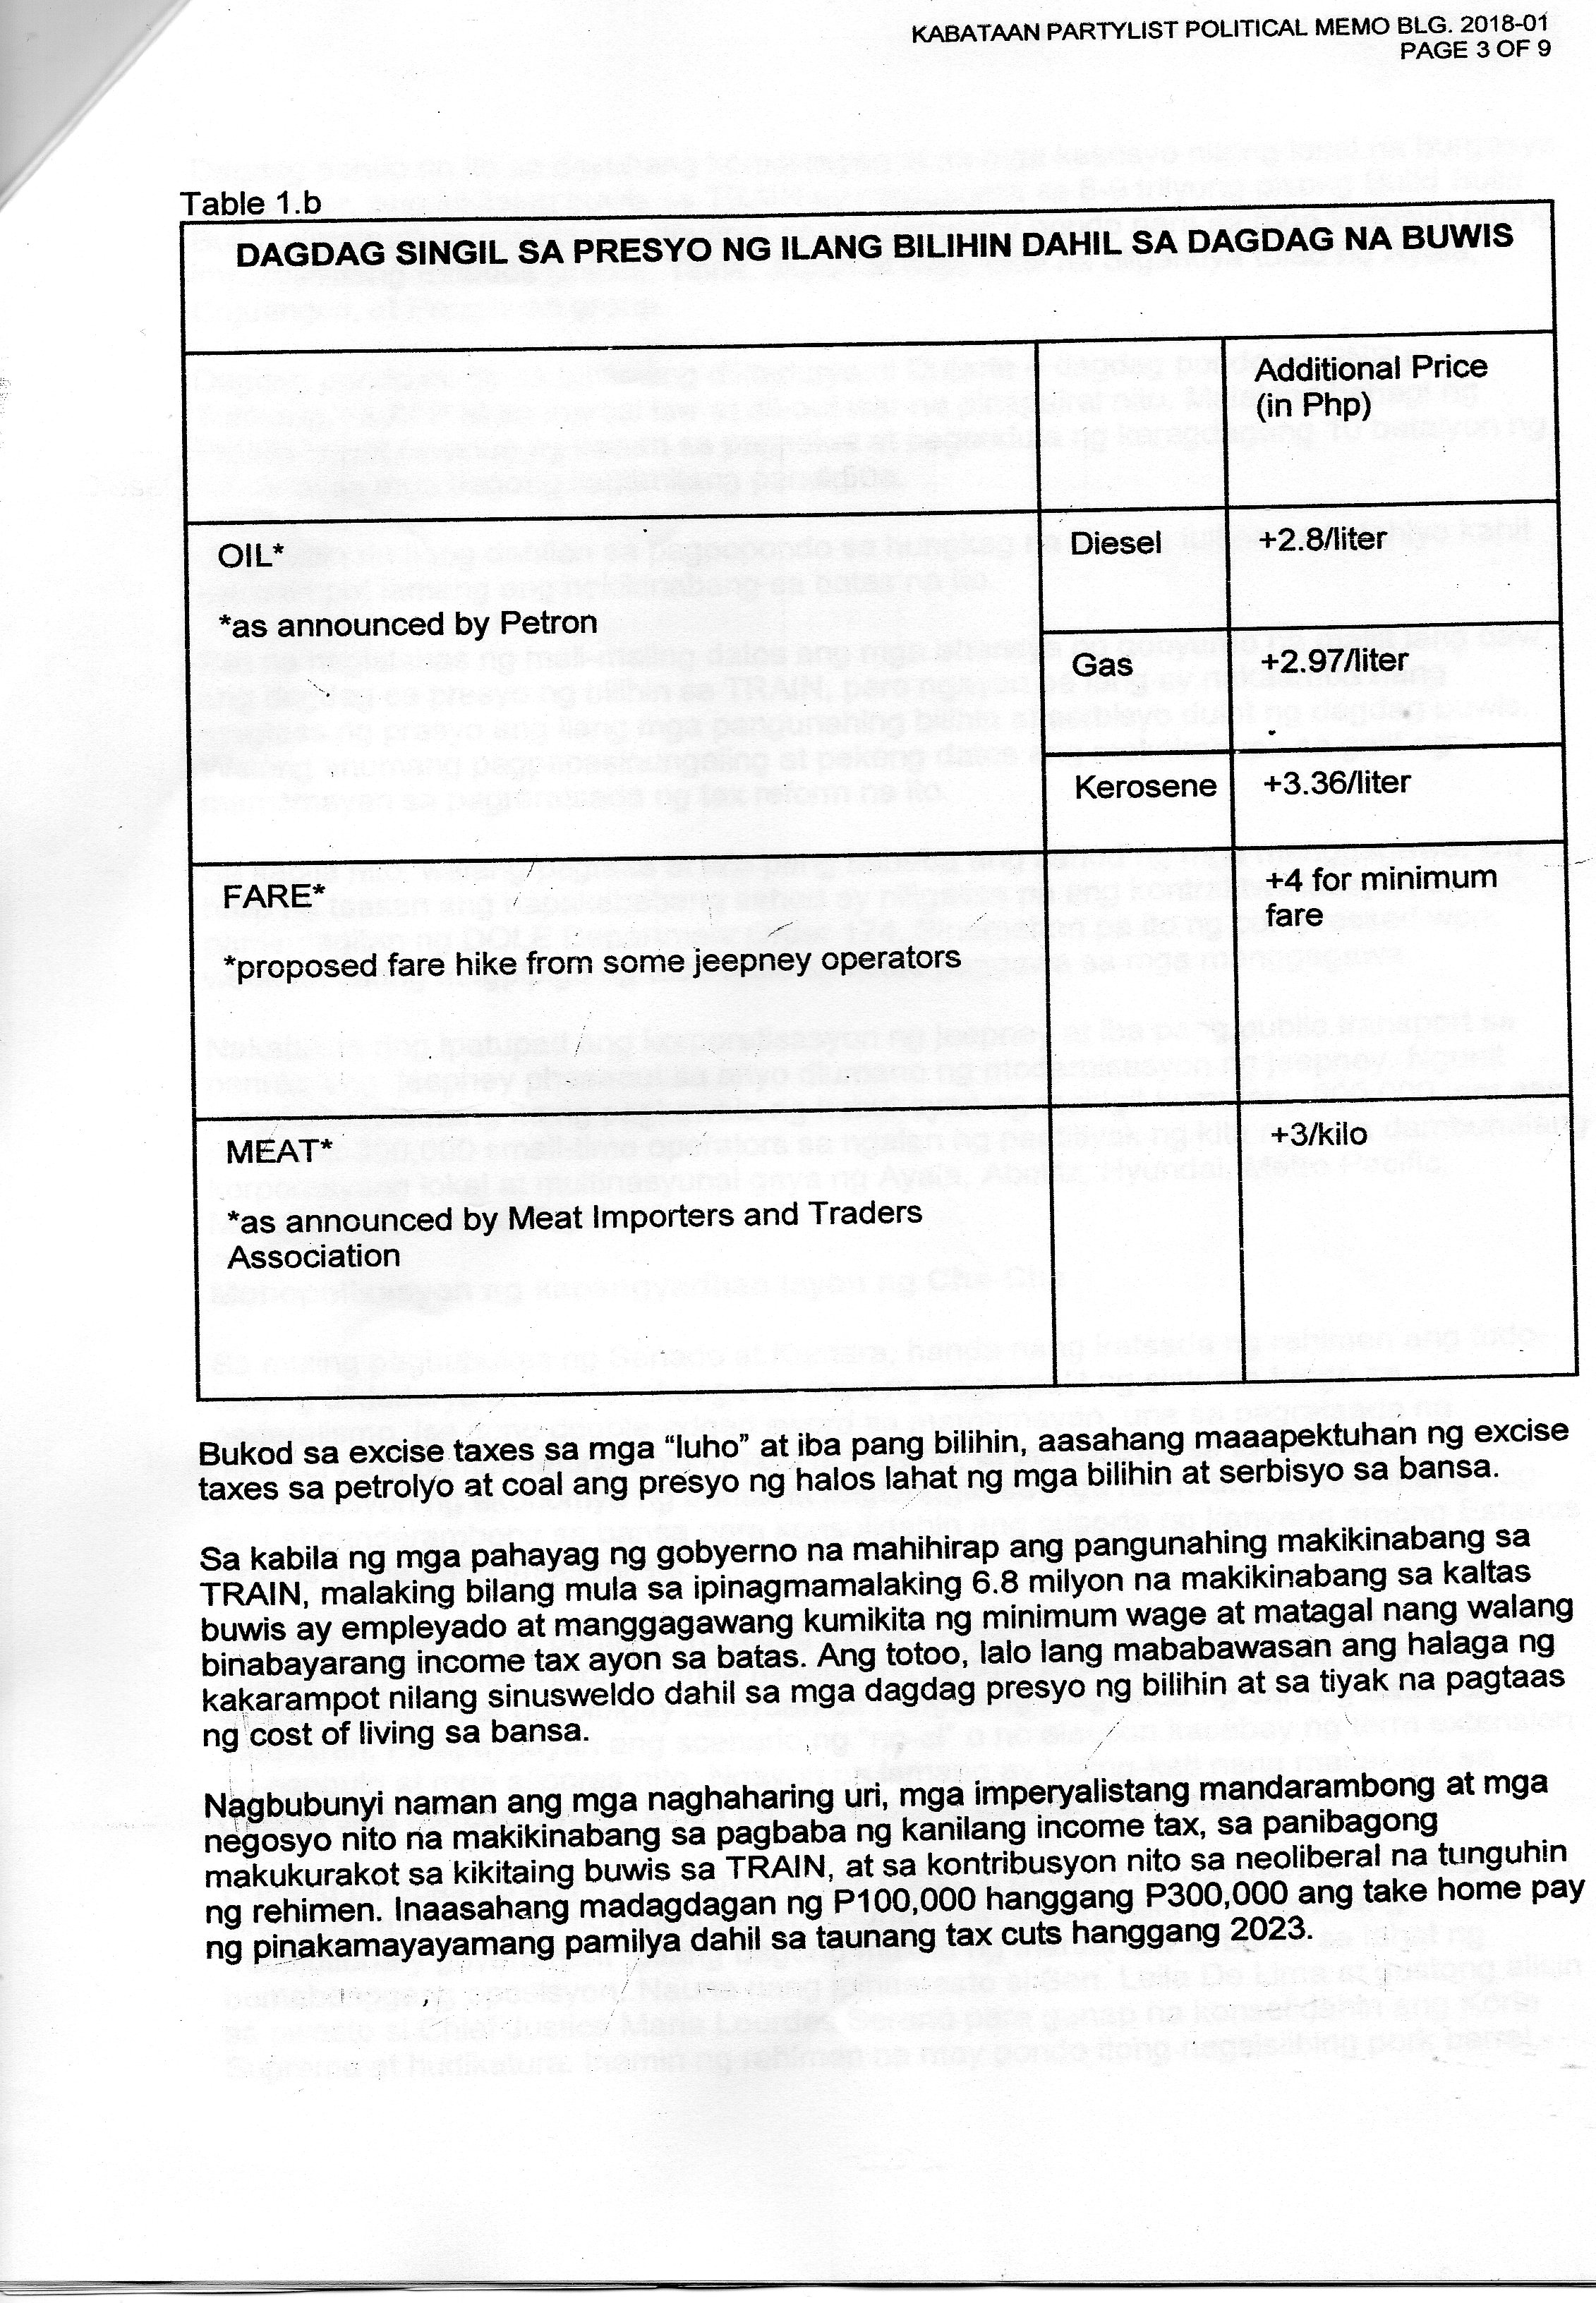 KABATAAN PARTYLIST POLITICAL MEMO BLG. 2018-01
PAGE 3 OF 9
Table 1.b
DAGDAG SINGIL SA PRESYO NG ILANG BILIHIN DAHIL SA DAGDAG NA BUWIS
Additional Price
(in Php)
OIL*
*as announced by Petron
Diesel
+2.8/liter
Gas
+2.97/liter
Kerosene
+3.36/liter
FARE*
*proposed fare hike from some jeepney operators
+4 for minimum
fare
MEAT*
*as announced by Meat Importers and Traders
Association
+3/kilo
Bukod sa excise taxes sa mga “luho” at iba pang bilihin, aasahang maaapektuhan ng excise
taxes sa petrolyo at coal ang presyo ng halos lahat ng mga bilihin at serbisyo sa bansa.
Sa kabila ng mga pahayag ng gobyerno na mahihirap ang pangunahing makikinabang sa
TRAIN, malaking bilang mula sa ipinagmamalaking 6.8 milyon na makikinabang sa kaltas
buwis ay empleyado at manggagawang kumikita ng minimum wage at matagal nang walang
binabayarang income tax ayon sa batas. Ang totoo, lalo lang mababawasan ang halaga ng
kakarampot nilang sinusweldo dahil sa mga dagdag presyo ng bilihin at sa tiyak na pagtaas
ng cost of living sa bansa.
Nagbubunyi naman ang mga naghaharing uri, mga imperyalistang mandarambong at mga
negosyo nito na makikinabang sa pagbaba ng kanilang income tax, sa panibagong
makukurakot sa kikitaing buwis sa TRAIN, at sa kontribusyon nito sa neoliberal na tunguhin
ng rehimen. Inaasahang madagdagan ng P100,000 hanggang P300,000 ang take home pay
ng pinakamayayamang pamilya dahil sa taunang tax cuts hanggang 2023.